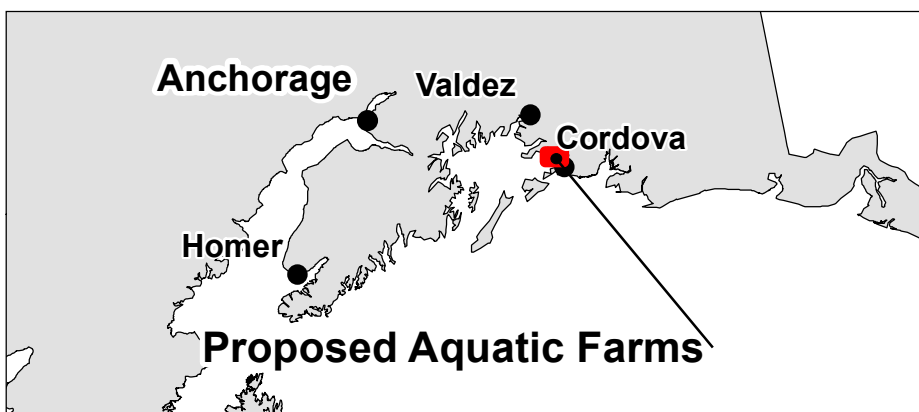 Anchorage
Valdez
Cordova
Homer
Proposed Aquatic Farms